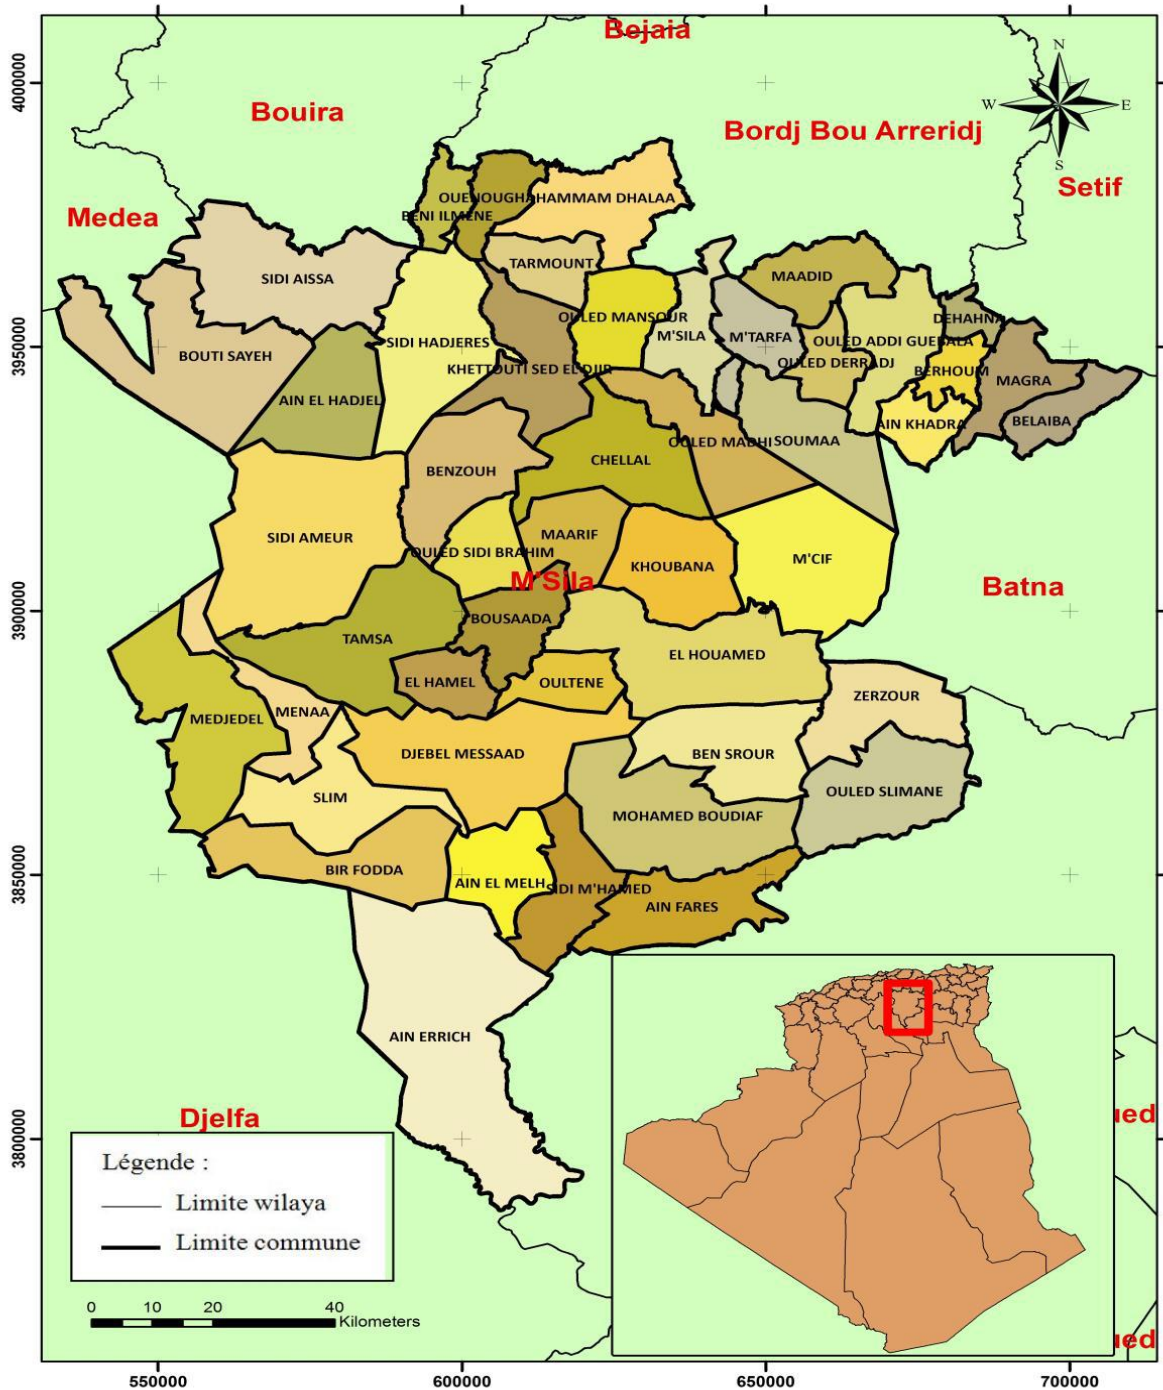 Bejaia
Bouira
Bordj Bou Arreridj
Setif
Medea
N
W
E
S
OUENOUGHA
HAMMAM DHALAA
BENI ILMENE
TARMOUNT
SIDI AISSA
MAADID
DEHAHNA
OULED MANSOUR
M'SILA
M'TARFA
OULED ADDI GUEBALA
SIDI HADJERES
BOUTI SAYEH
KHETTOUTI SED EL DJIR
OULED DERRADJ
BERHOUM
MAGRA
AIN EL HADJEL
BELAIBA
AIN KHADRA
OULED MADHI
SOUMAA
CHELLAL
BENZOUH
SIDI AMEUR
MAARIF
OULED SIDI BRAHIM
KHOUBANA
M'CIF
M'Sila
Batna
BOUSAADA
TAMSA
EL HOUAMED
EL HAMEL
OULTENE
ZERZOUR
MENAA
MEDJEDEL
DJEBEL MESSAAD
BEN SROUR
SLIM
OULED SLIMANE
MOHAMED BOUDIAF
BIR FODDA
AIN EL MELH
SIDI M'HAMED
AIN FARES
AIN ERRICH
Djelfa
ued
ued
Légende :
Limite wilaya
Limite commune
0 10 20 40
Kilometers
4000000
3950000
3900000
3850000
3800000
550000 600000 650000 700000